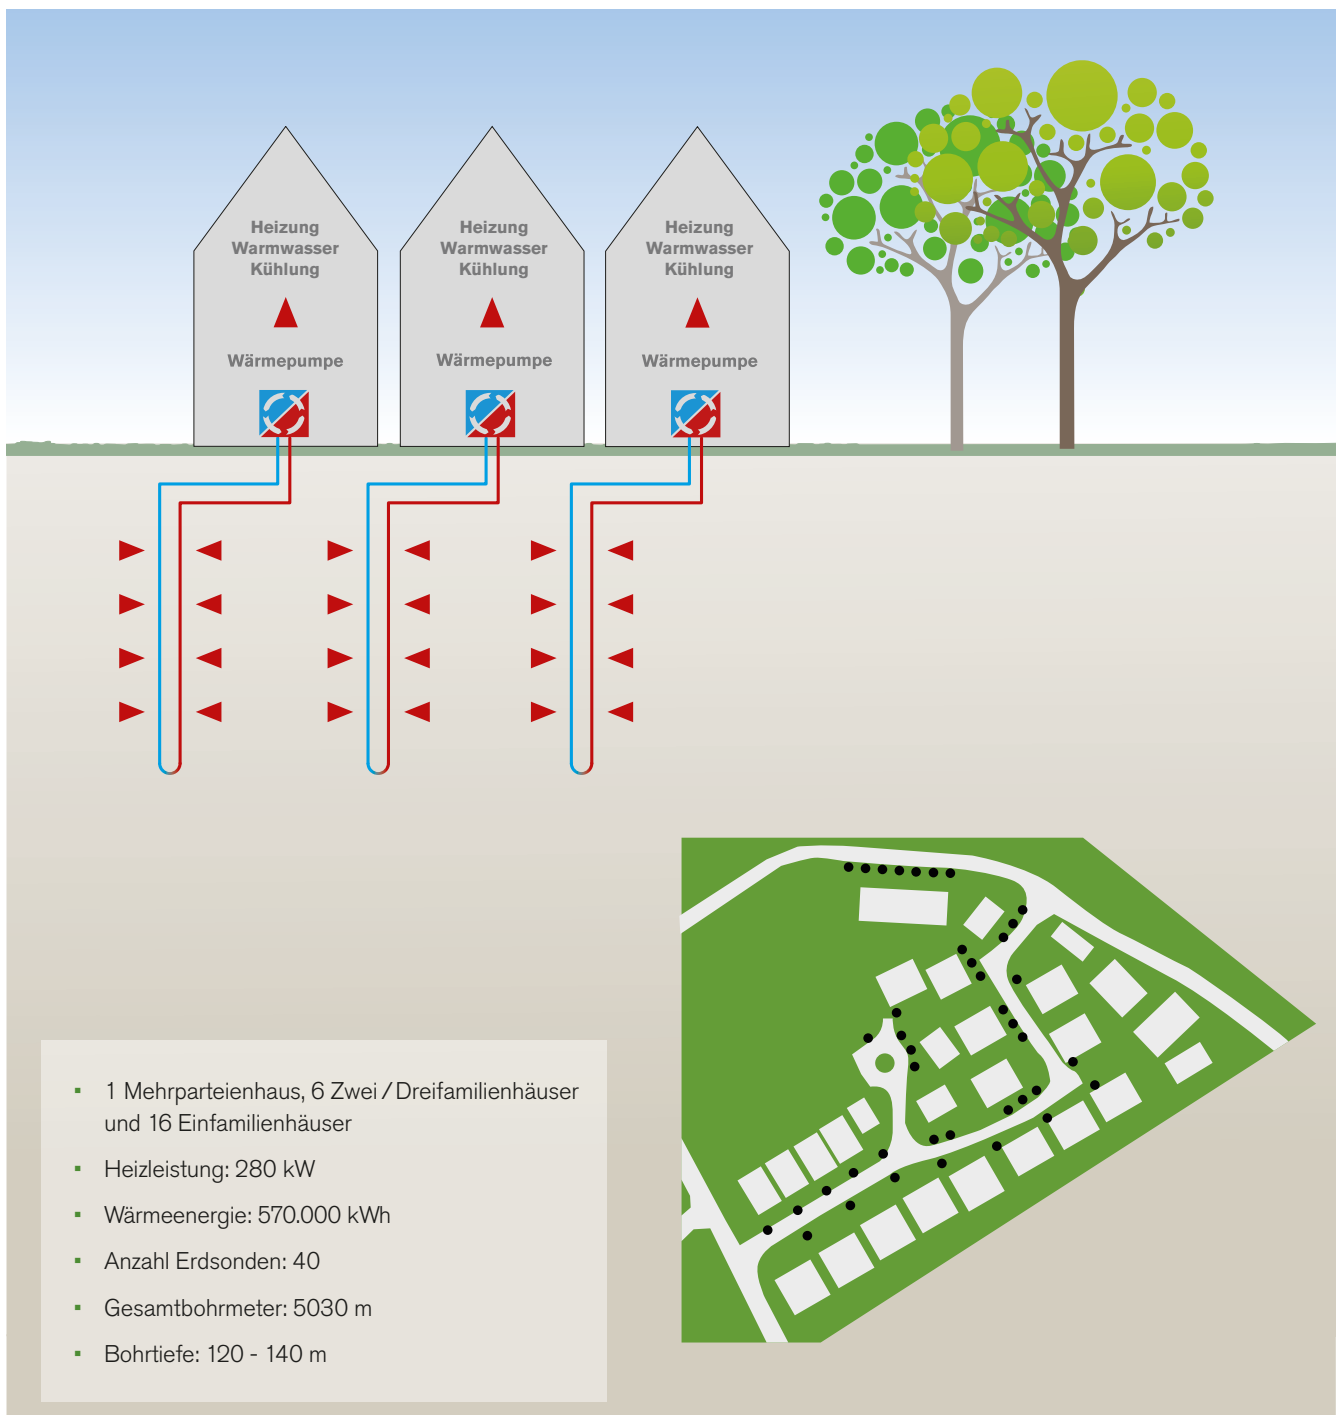 Heizung
Warmwasser
Kühlung
Wärmepumpe
Heizung
Warmwasser
Kühlung
Wärmepumpe
Heizung
Warmwasser
Kühlung
Wärmepumpe
▪ 1 Mehrparteienhaus, 6 Zwei / Dreifamilienhäuser
und 16 Einfamilienhäuser
▪ Heizleistung: 280 kW
▪ Wärmeenergie: 570.000 kWh
▪ Anzahl Erdsonden: 40
▪ Gesamtbohrmeter: 5030 m
▪ Bohrtiefe: 120 - 140 m